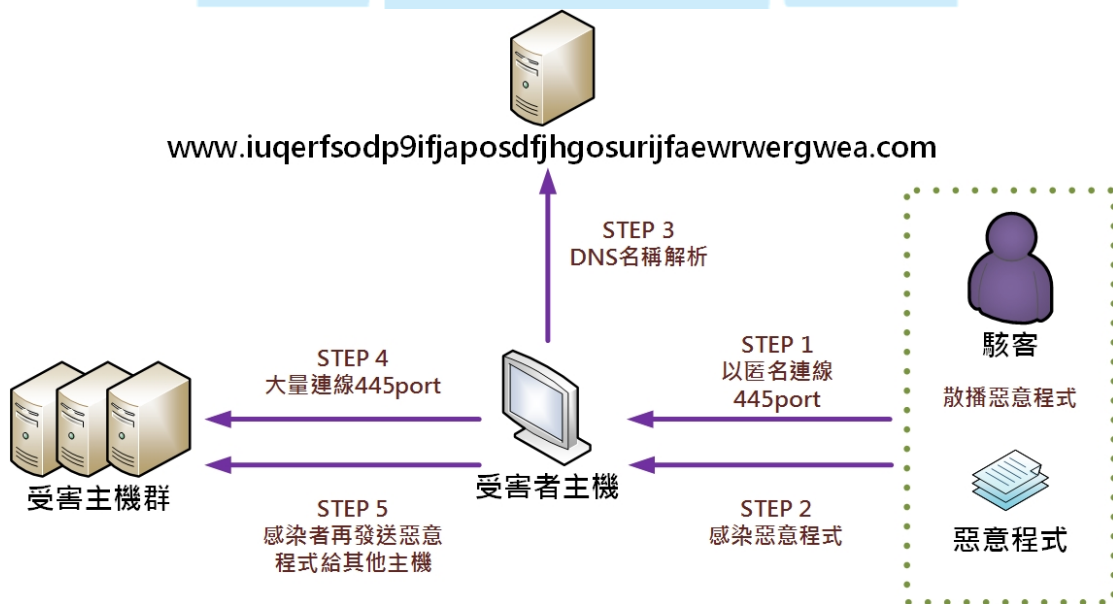 www.iuqerfsodp9ifjaposdfjhgosurijfaewrwergwea.com
STEP 3
DNS名稱解析
STEP 4
大量連線445port
STEP 1
以匿名連線
445port
駭客
散播惡意程式
受害主機群
受害者主機
STEP 5
感染者再發送惡意
程式給其他主機
STEP 2
感染惡意程式
惡意程式